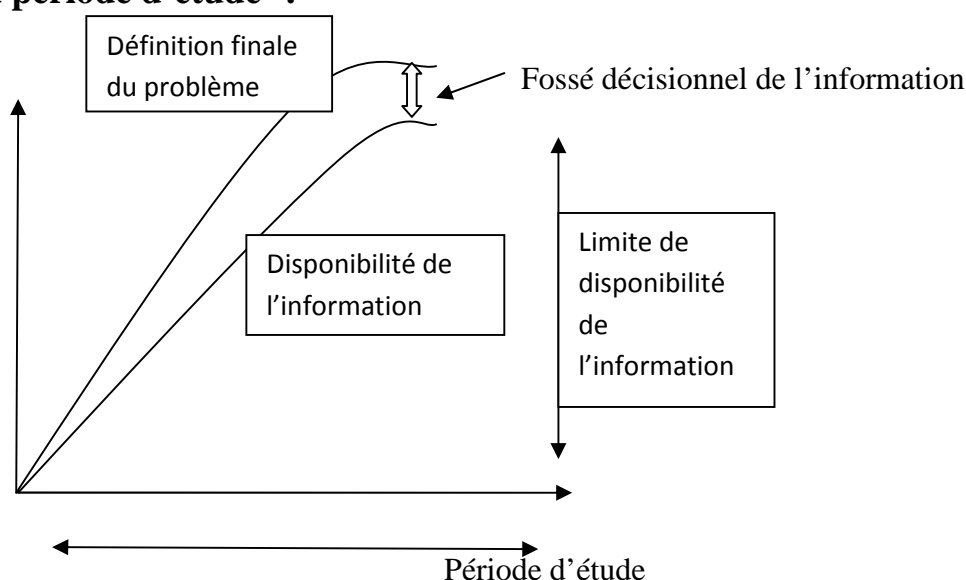 période d'étude :
Définition finale
du problème
Fossé décisionnel de l'information
Disponibilité de
l'information
Limite de
disponibilité
de
l'information
Période d'étude